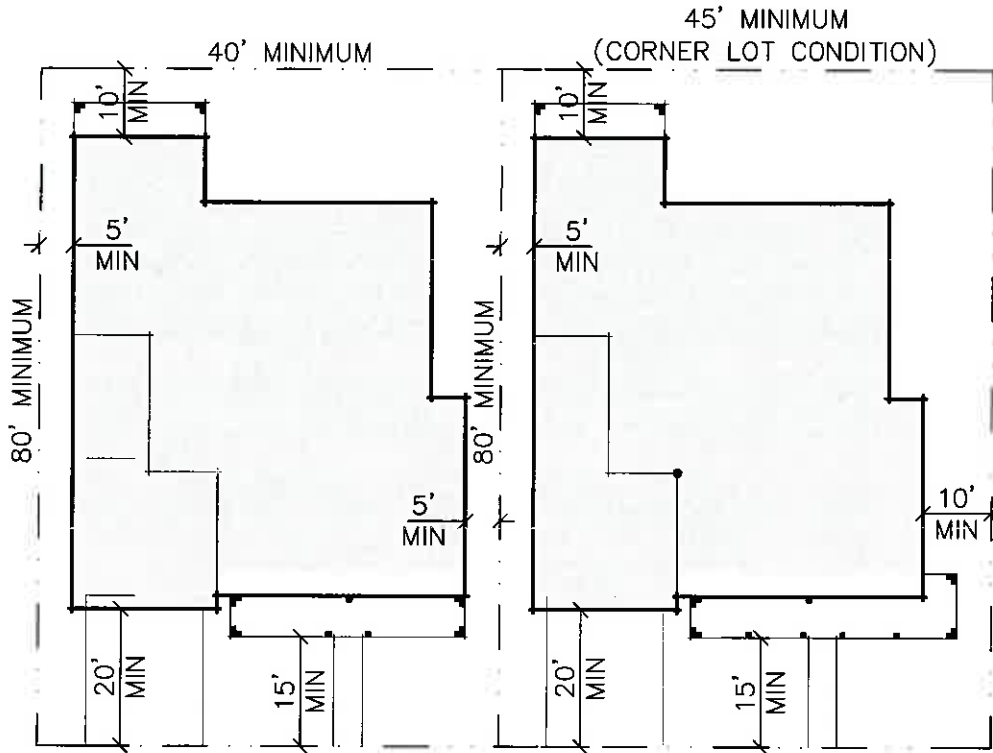 45' MINIMUM
40' MINIMUM
(CORNER LOT CONDITION)
10'
MIN
10'
MIN
5'
MIN
5'
MIN
80' MINIMUM
80' MINIMUM
5'
MIN
10'
MIN
20'
MIN
15'
MIN
20'
MIN
15'
MIN